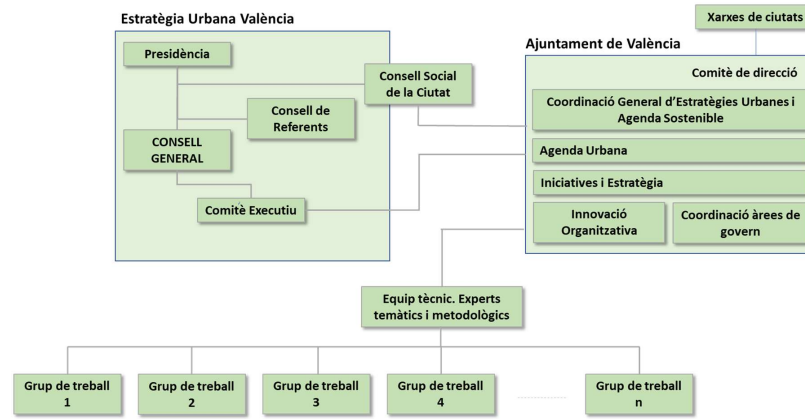 Estratègia Urbana València
Presidència
Consell Social
de la Ciutat
Consell de
Referents
CONSELL
GENERAL
Comitè Executiu
Xarxes de ciutats
Ajuntament de València
Comitè de direcció
Coordinació General d'Estratègies Urbanes i
Agenda Sostenible
Agenda Urbana
Iniciatives i Estratègia
Innovació
Organitzativa
Coordinació àrees de
govern
Equip tècnic. Experts
temàtics i metodològics
Grup de treball
1
Grup de treball
2
Grup de treball
3
Grup de treball
4
Grup de treball
n